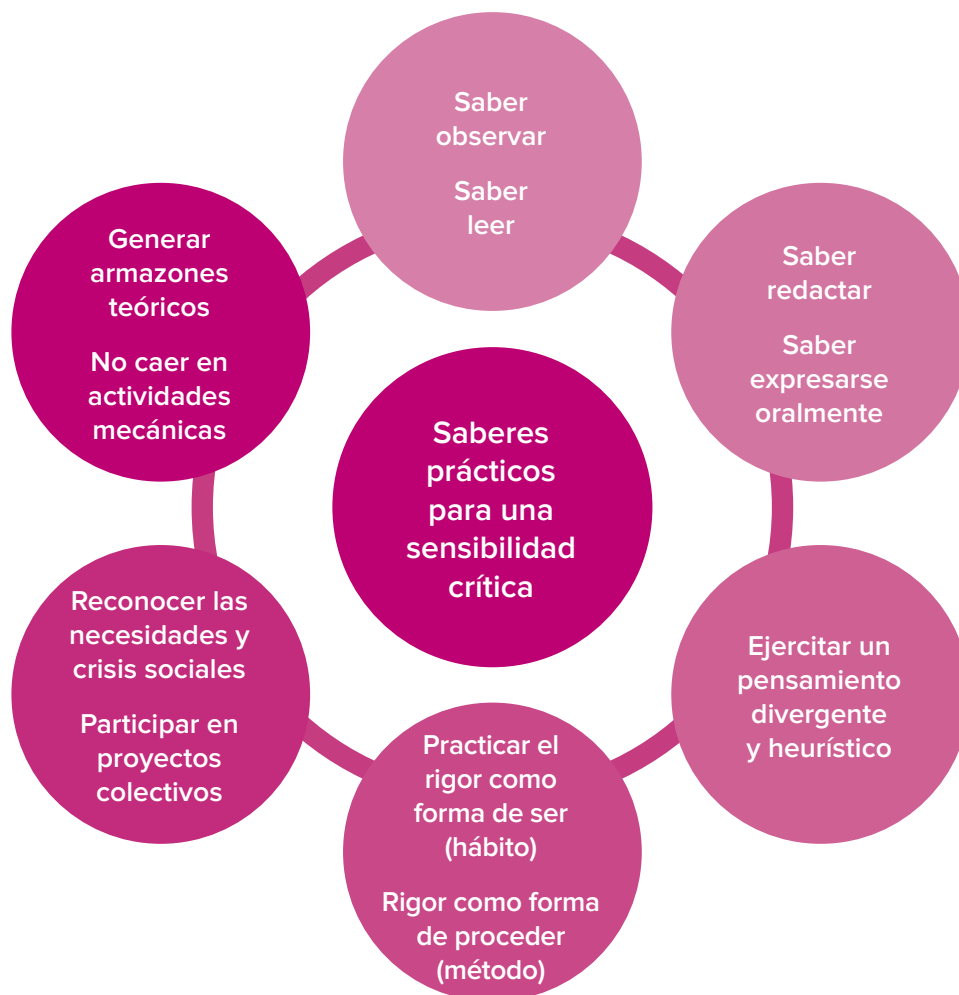 Saber
observar
Saber
leer
Saber
redactar
Saber
expresarse
oralmente
Ejercitar un
pensamiento
divergente
y heurístico
Practicar el
rigor como
forma de ser
(hábito)
Rigor como forma
de proceder
(método)
Reconocer las
necesidades y
crisis sociales
Participar en
proyectos
colectivos
Generar
armazones
teóricos
No caer en
actividades
mecánicas
Saberes
prácticos
para una
sensibilidad
crítica